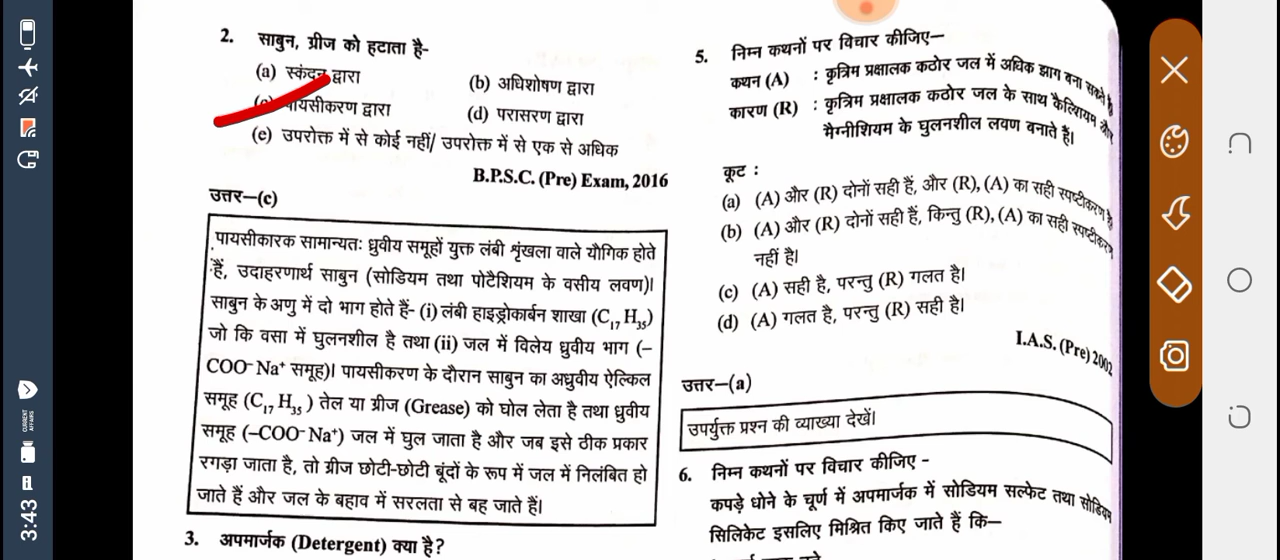 2. साबुन, ग्रीज को हटाता है-
(a) स्कंदन द्वारा
(b) अधिशोषण द्वारा
पायसीकरण द्वारा
(d) परासरण द्वारा
(e) उपरोक्त में से कोई नहीं/ उपरोक्त में से एक से अधिक
B.P.S.C. (Pre) Exam, 2016
उत्तर–(c)
पायसीकारक सामान्यतः ध्रुवीय समूहों युक्त लंबी शृंखला वाले यौगिक होते
हैं, उदाहरणार्थ साबुन (सोडियम तथा पोटैशियम के वसीय लवण)।
साबुन के अणु में दो भाग होते हैं- (i) लंबी हाइड्रोकार्बन शाखा (C₁₇ H₃₅)
जो कि वसा में घुलनशील है तथा (ii) जल में विलेय ध्रुवीय भाग (–
COO⁻ Na⁺ समूह)। पायसीकरण के दौरान साबुन का अध्रुवीय ऐल्किल
समूह (C₁₇ H₃₅ ) तेल या ग्रीज (Grease) को घोल लेता है तथा ध्रुवीय
समूह (–COO⁻ Na⁺) जल में घुल जाता है और जब इसे ठीक प्रकार
रगड़ा जाता है, तो ग्रीज छोटी-छोटी बूंदों के रूप में जल में निलंबित हो
जाते हैं और जल के बहाव में सरलता से बह जाते हैं।
3. अपमार्जक (Detergent) क्या है?
5. निम्न कथनों पर विचार कीजिए–
कथन (A) : कृत्रिम प्रक्षालक कठोर जल में अधिक झाग बना सकते है
कारण (R) : कृत्रिम प्रक्षालक कठोर जल के साथ कैल्शियम और
मैग्नीशियम के घुलनशील लवण बनाते हैं।
कूट :
(a) (A) और (R) दोनों सही हैं, और (R), (A) का सही स्पष्टीकरण है
(b) (A) और (R) दोनों सही हैं, किन्तु (R), (A) का सही स्पष्टीकरण
नहीं है।
(c) (A) सही है, परन्तु (R) गलत है।
(d) (A) गलत है, परन्तु (R) सही है।
I.A.S. (Pre) 2002
उत्तर–(a)
उपर्युक्त प्रश्न की व्याख्या देखें।
6. निम्न कथनों पर विचार कीजिए -
कपड़े धोने के चूर्ण में अपमार्जक में सोडियम सल्फेट तथा सोडियम
सिलिकेट इसलिए मिश्रित किए जाते हैं कि–
3:43
CURRENT
AFFAIRS